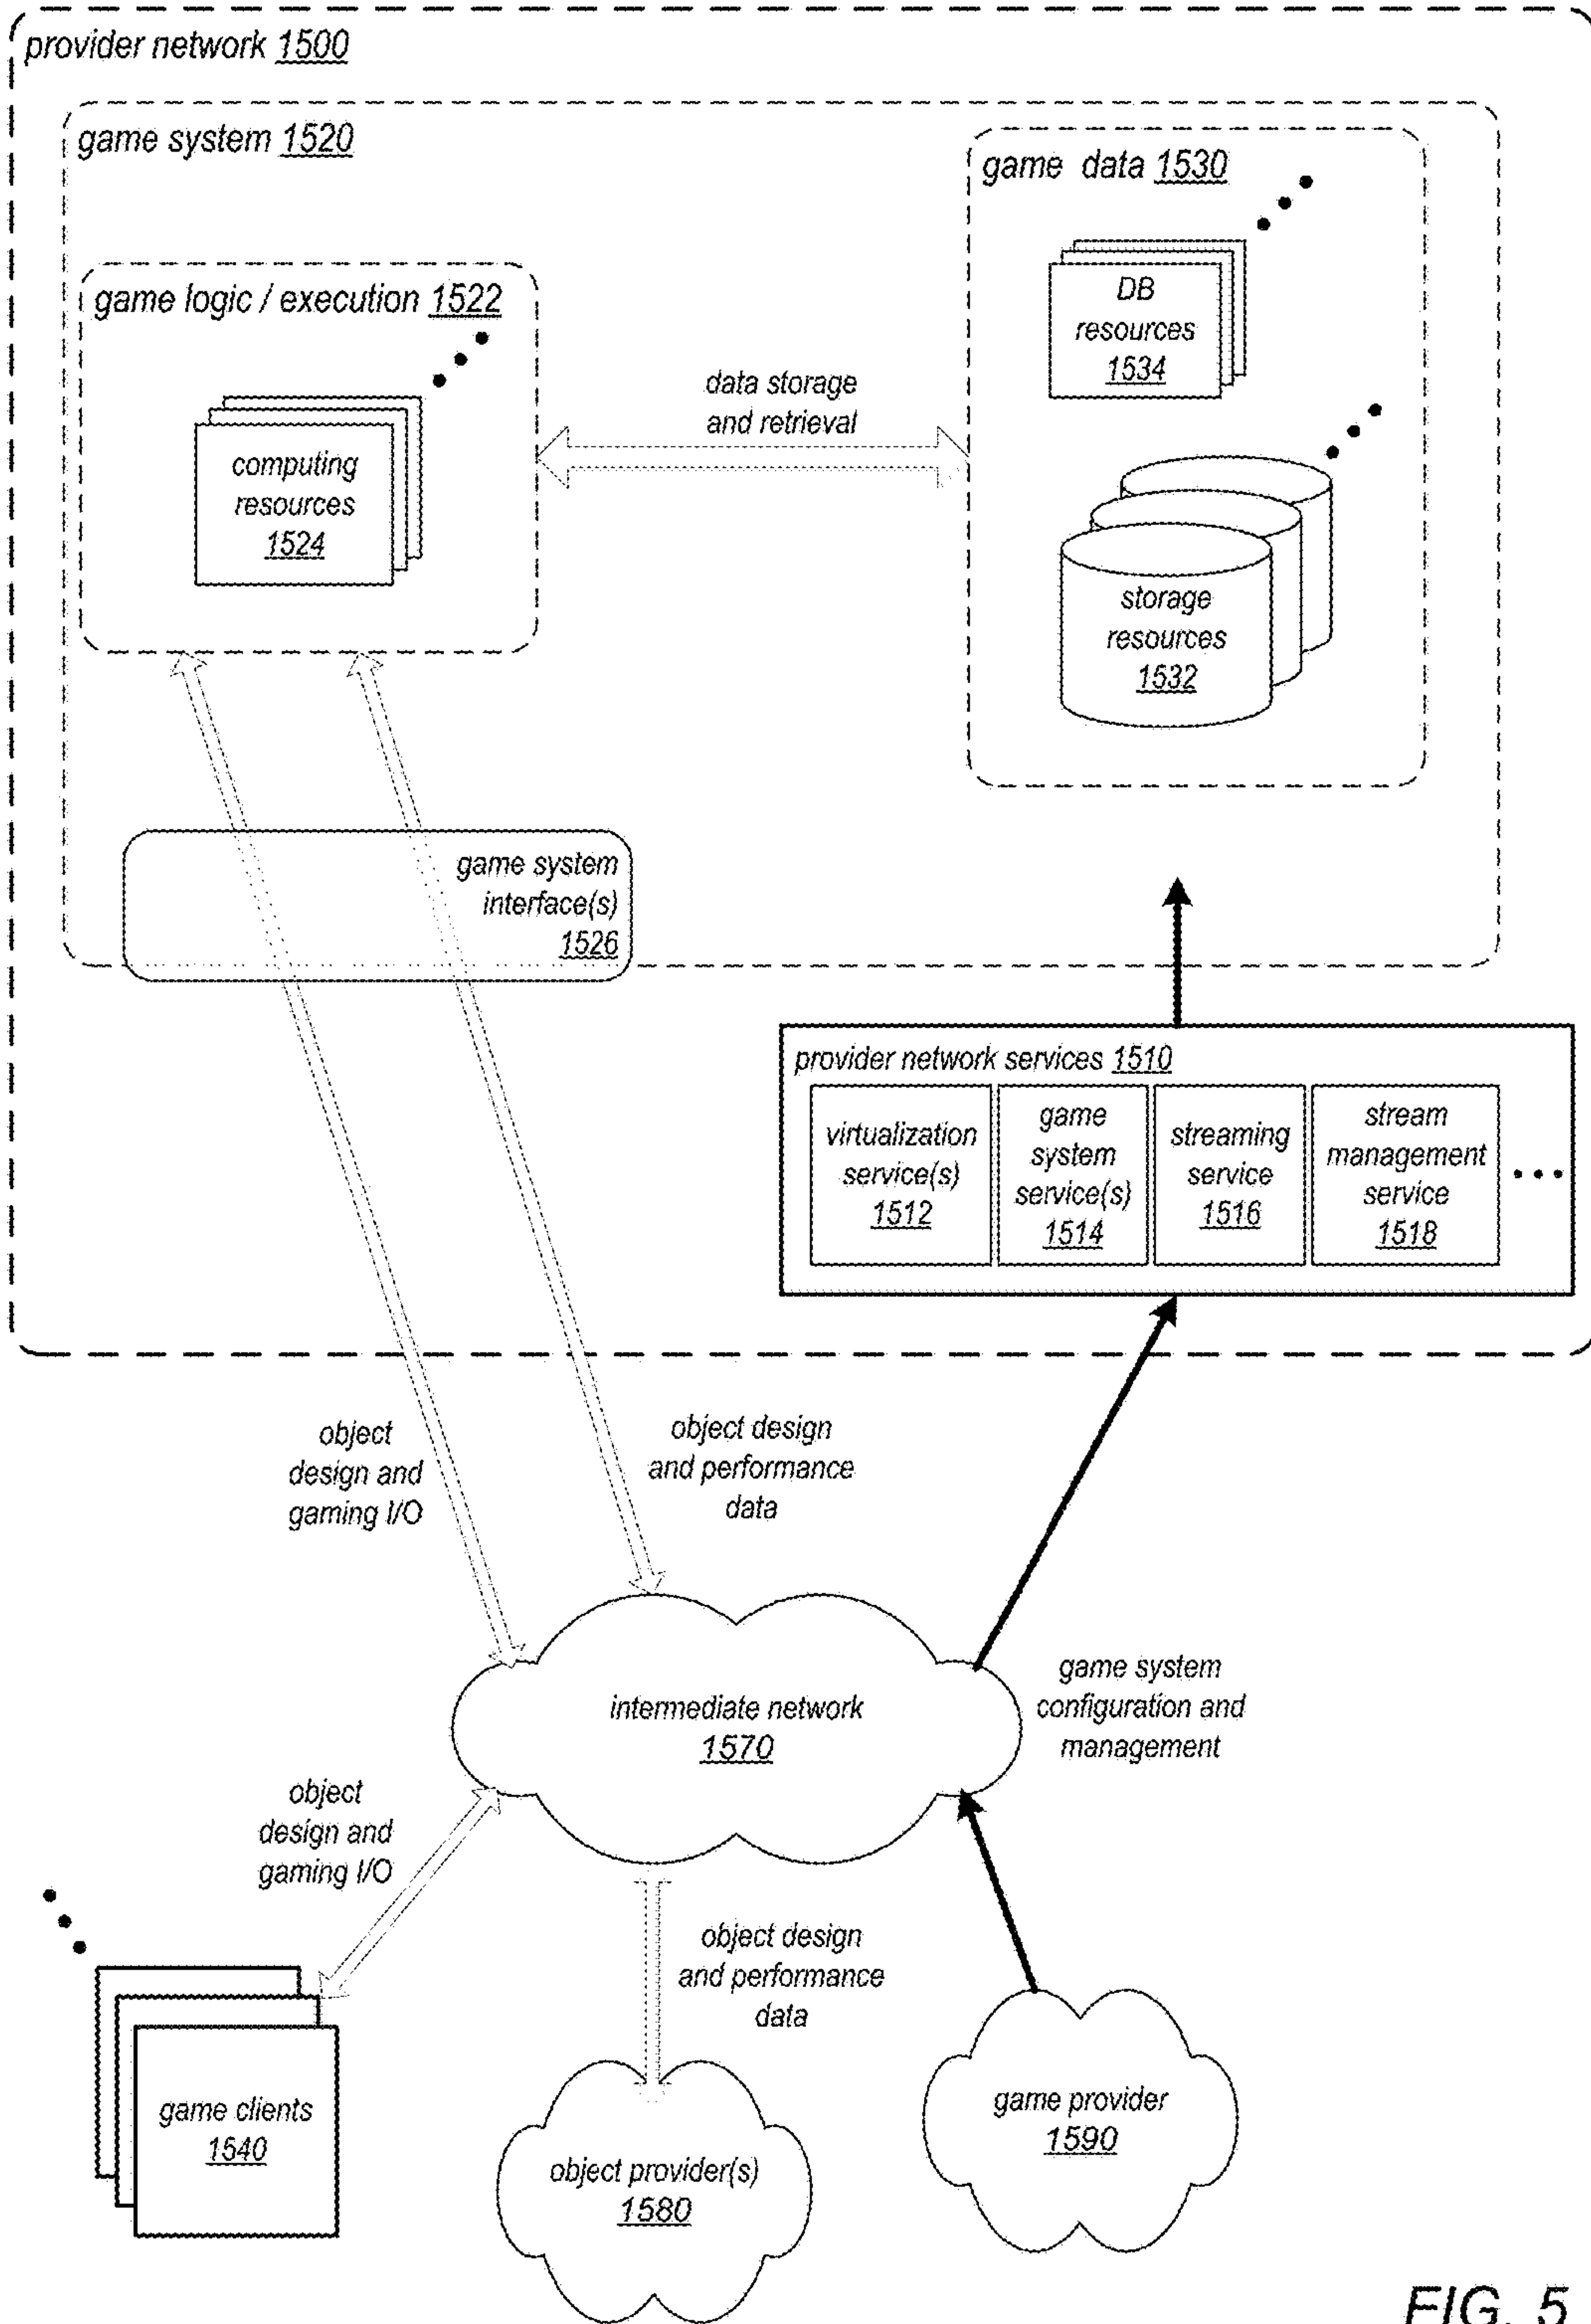 provider network 1500
game system 1520
game data 1530
DB
resources
1534
game logic / execution 1522
data storage
and retrieval
computing
resources
1524
storage
resources
1532
game system
interface(s)
1526
provider network services 1510
virtualization
service(s)
1512
game
system
service(s)
1514
streaming
service
1516
stream
management
service
1518
object
design and
gaming I/O
object design
and performance
data
intermediate network
1570
game system
configuration and
management
object
design and
gaming I/O
object design
and performance
data
game clients
1540
object provider(s)
1580
game provider
1590
FIG. 5